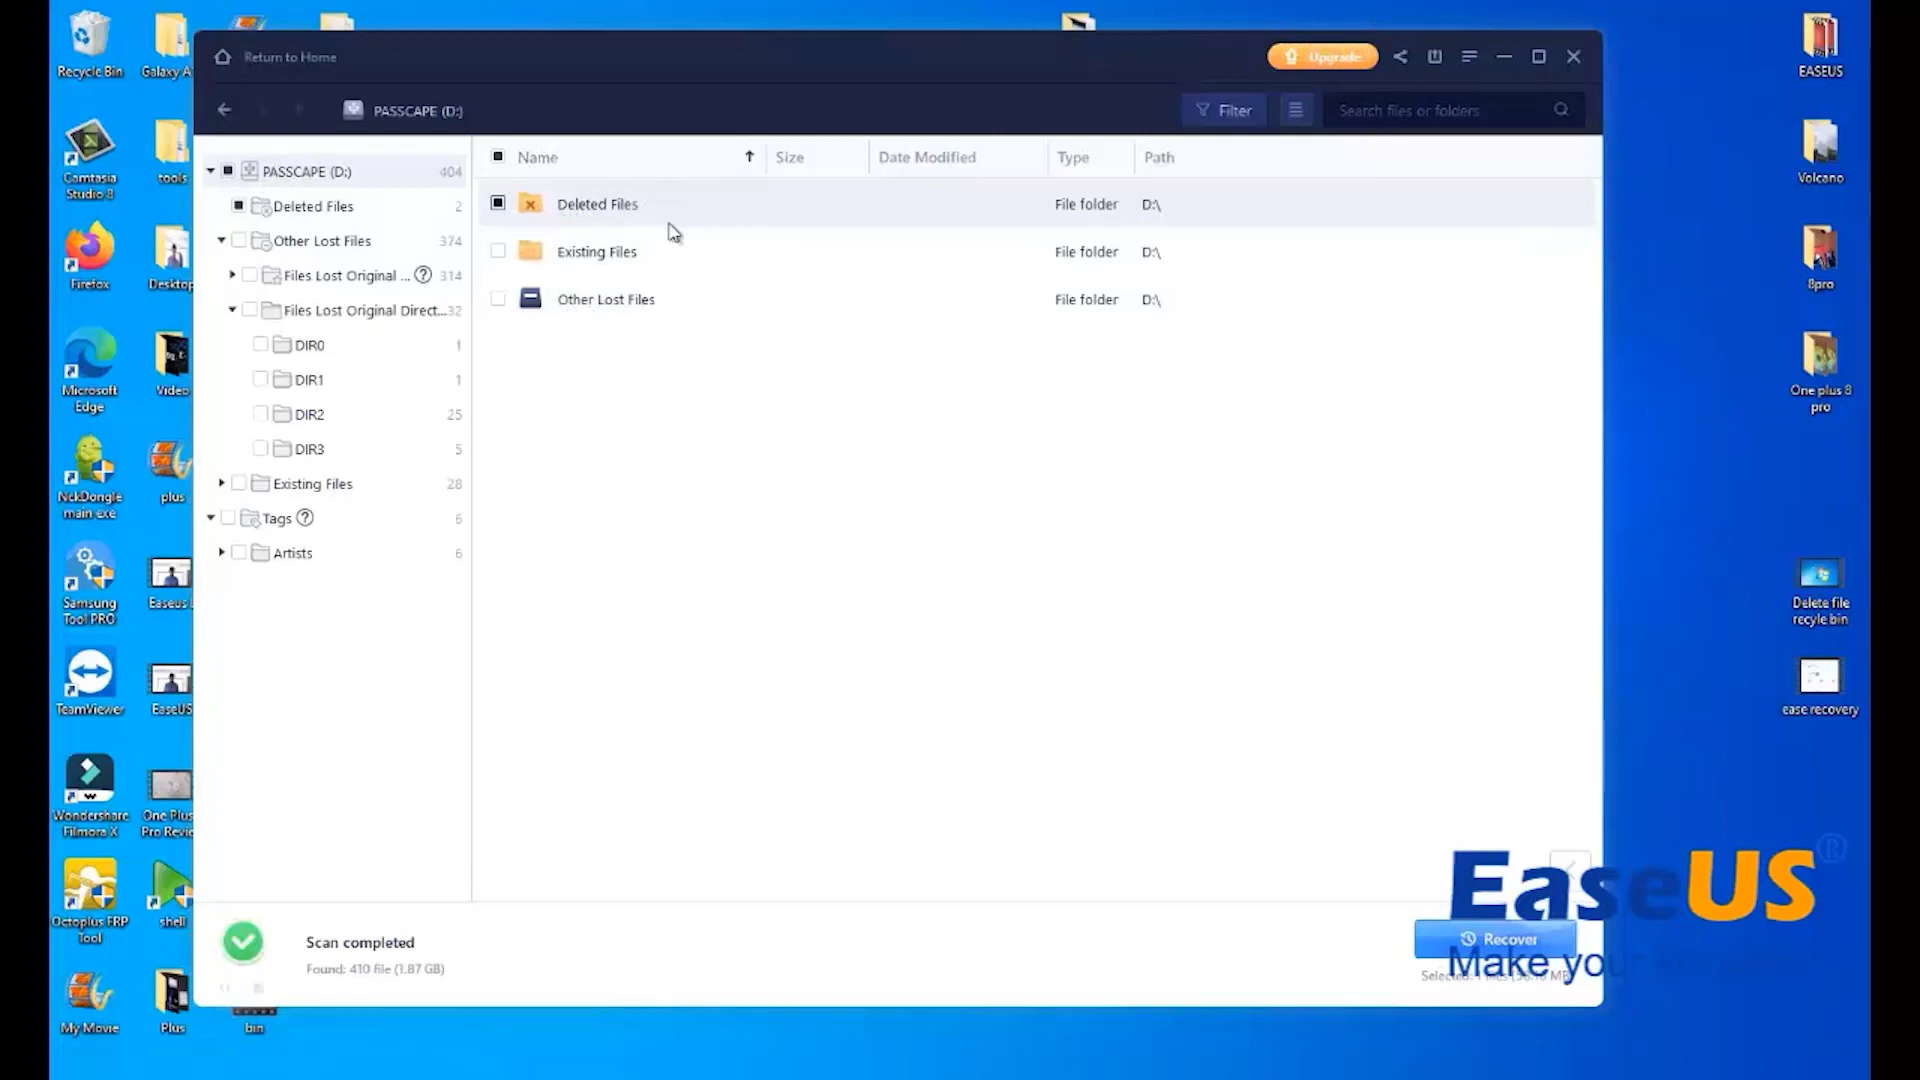 Recycle Bin
Galaxy A
EASEUS
Return to Home
Upgrade
PASSCAPE (D:)
Filter
Search files or folders
Name
Size
Date Modified
Type
Path
PASSCAPE (D:) 404
Deleted Files 2
Other Lost Files 374
Files Lost Original ... 314
Files Lost Original Direct...32
DIR0 1
DIR1 1
DIR2 25
DIR3 5
Existing Files 28
Tags 6
Artists 6
Deleted Files File folder D:\
Existing Files File folder D:\
Other Lost Files File folder D:\
Camtasia
Studio 8
tools
Volcano
Firefox
Desktop
8pro
Microsoft
Edge
Video
One plus 8
pro
NckDongle
main exe
plus
Samsung
Tool PRO
Easeus
Delete file
recyle bin
TeamViewer
EaseUS
ease recovery
Wondershare
Filmora X
One Plus
Pro Revie
Octoplus FRP
Tool
shell
My Movie
Plus
bin
Scan completed
Found: 410 file (1.87 GB)
Recover
EaseUS®
Make your